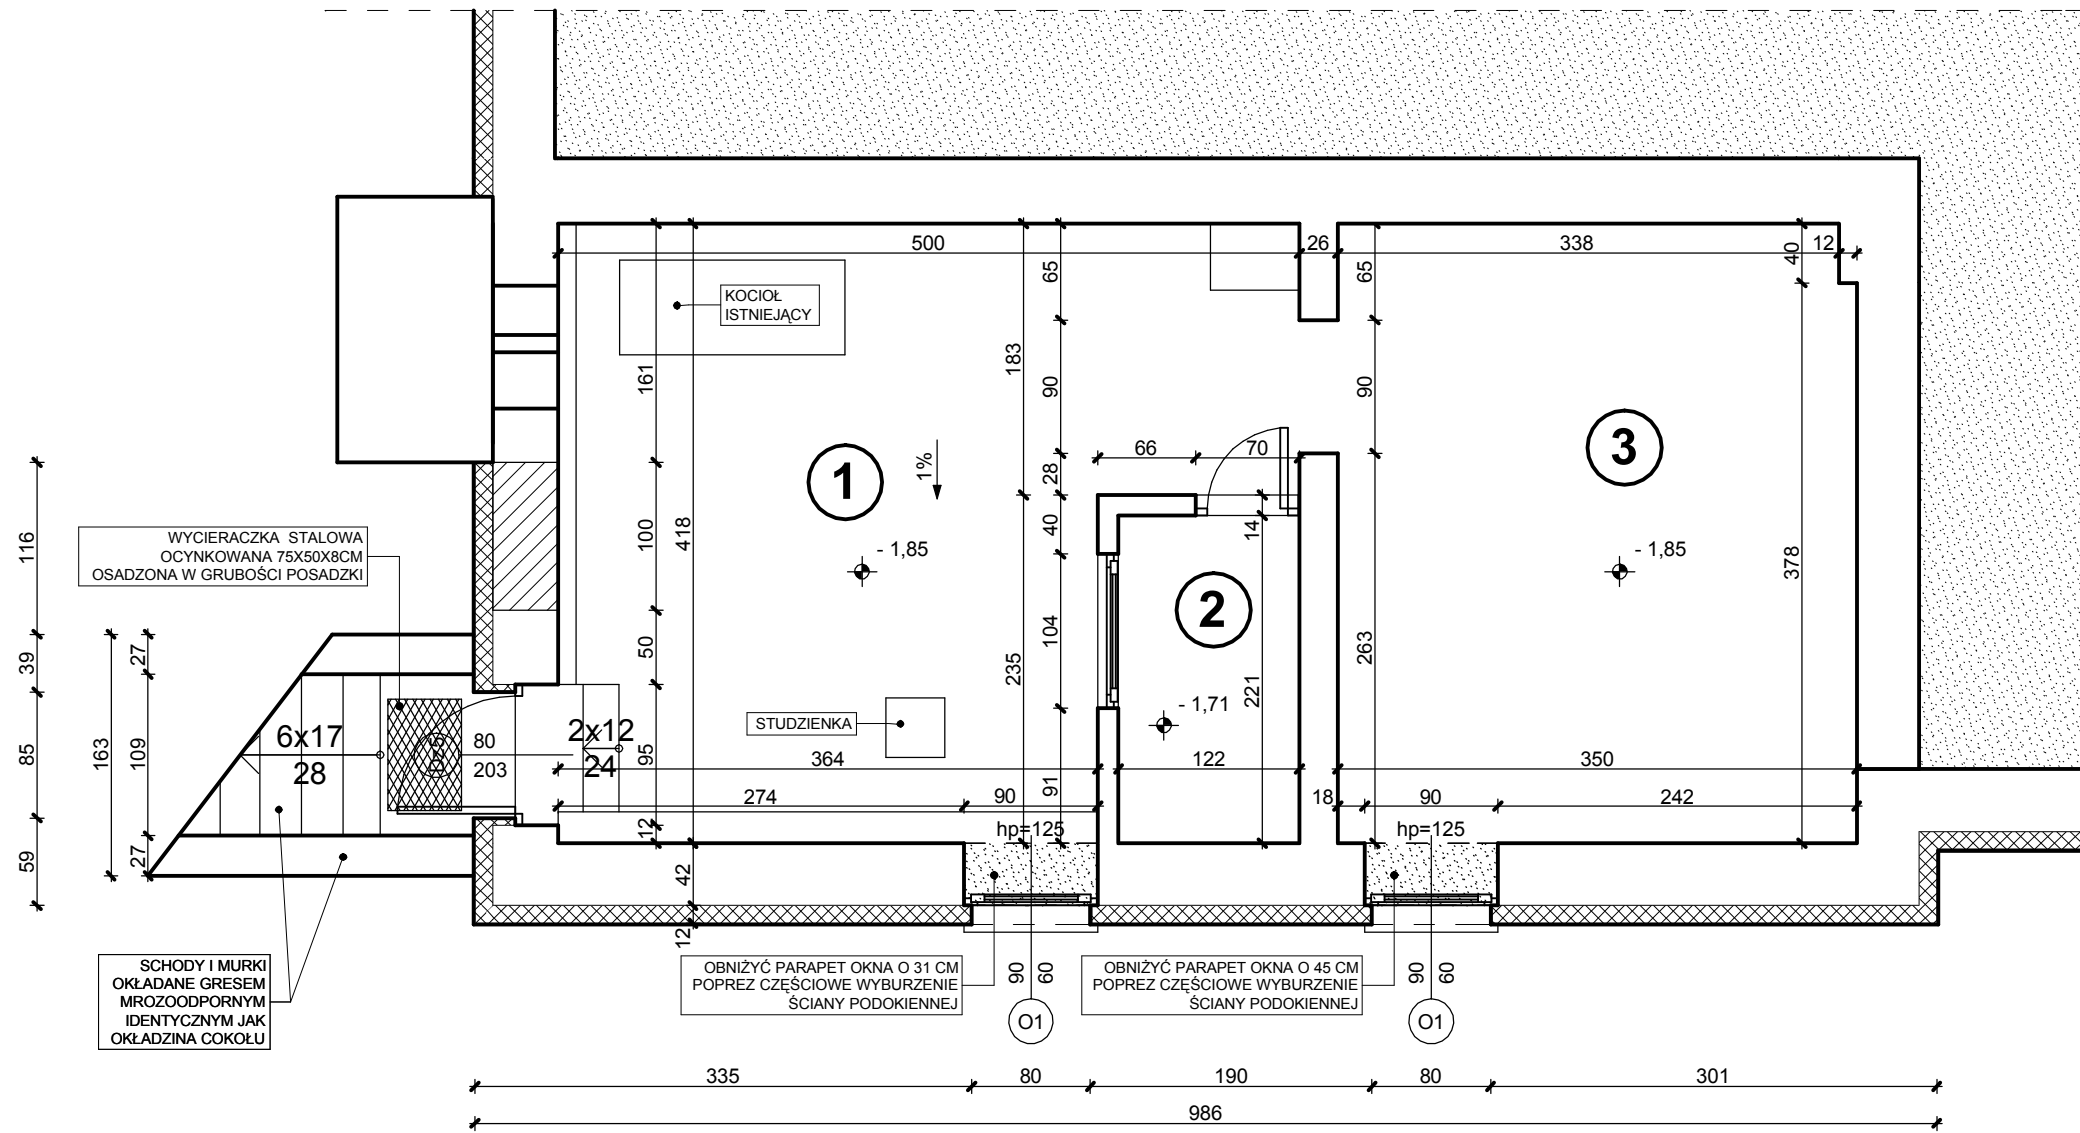 500
26
338
12
40
65
65
KOCIOŁ
ISTNIEJĄCY
183
161
90
90
1
1%
66
70
28
3
116
WYCIERACZKA STALOWA
OCYNKOWANA 75X50X8CM
OSADZONA W GRUBOŚCI POSADZKI
100
418
- 1,85
40
14
- 1,85
378
2
104
39
27
50
235
263
221
163
109
85
6x17
28
Dz5
80
203
2x12
24
95
STUDZIENKA
- 1,71
364
122
350
91
274
90
18
90
242
12
hp=125
hp=125
59
27
42
12
SCHODY I MURKI
OKŁADANE GRESEM
MROZOODPORNYM
IDENTYCZNYM JAK
OKŁADZINA COKOŁU
OBNIŻYĆ PARAPET OKNA O 31 CM
POPRZEZ CZĘŚCIOWE WYBURZENIE
ŚCIANY PODOKIENNEJ
90
60
O1
OBNIŻYĆ PARAPET OKNA O 45 CM
POPREZ CZĘŚCIOWE WYBURZENIE
ŚCIANY PODOKIENNEJ
90
60
O1
335
80
190
80
301
986